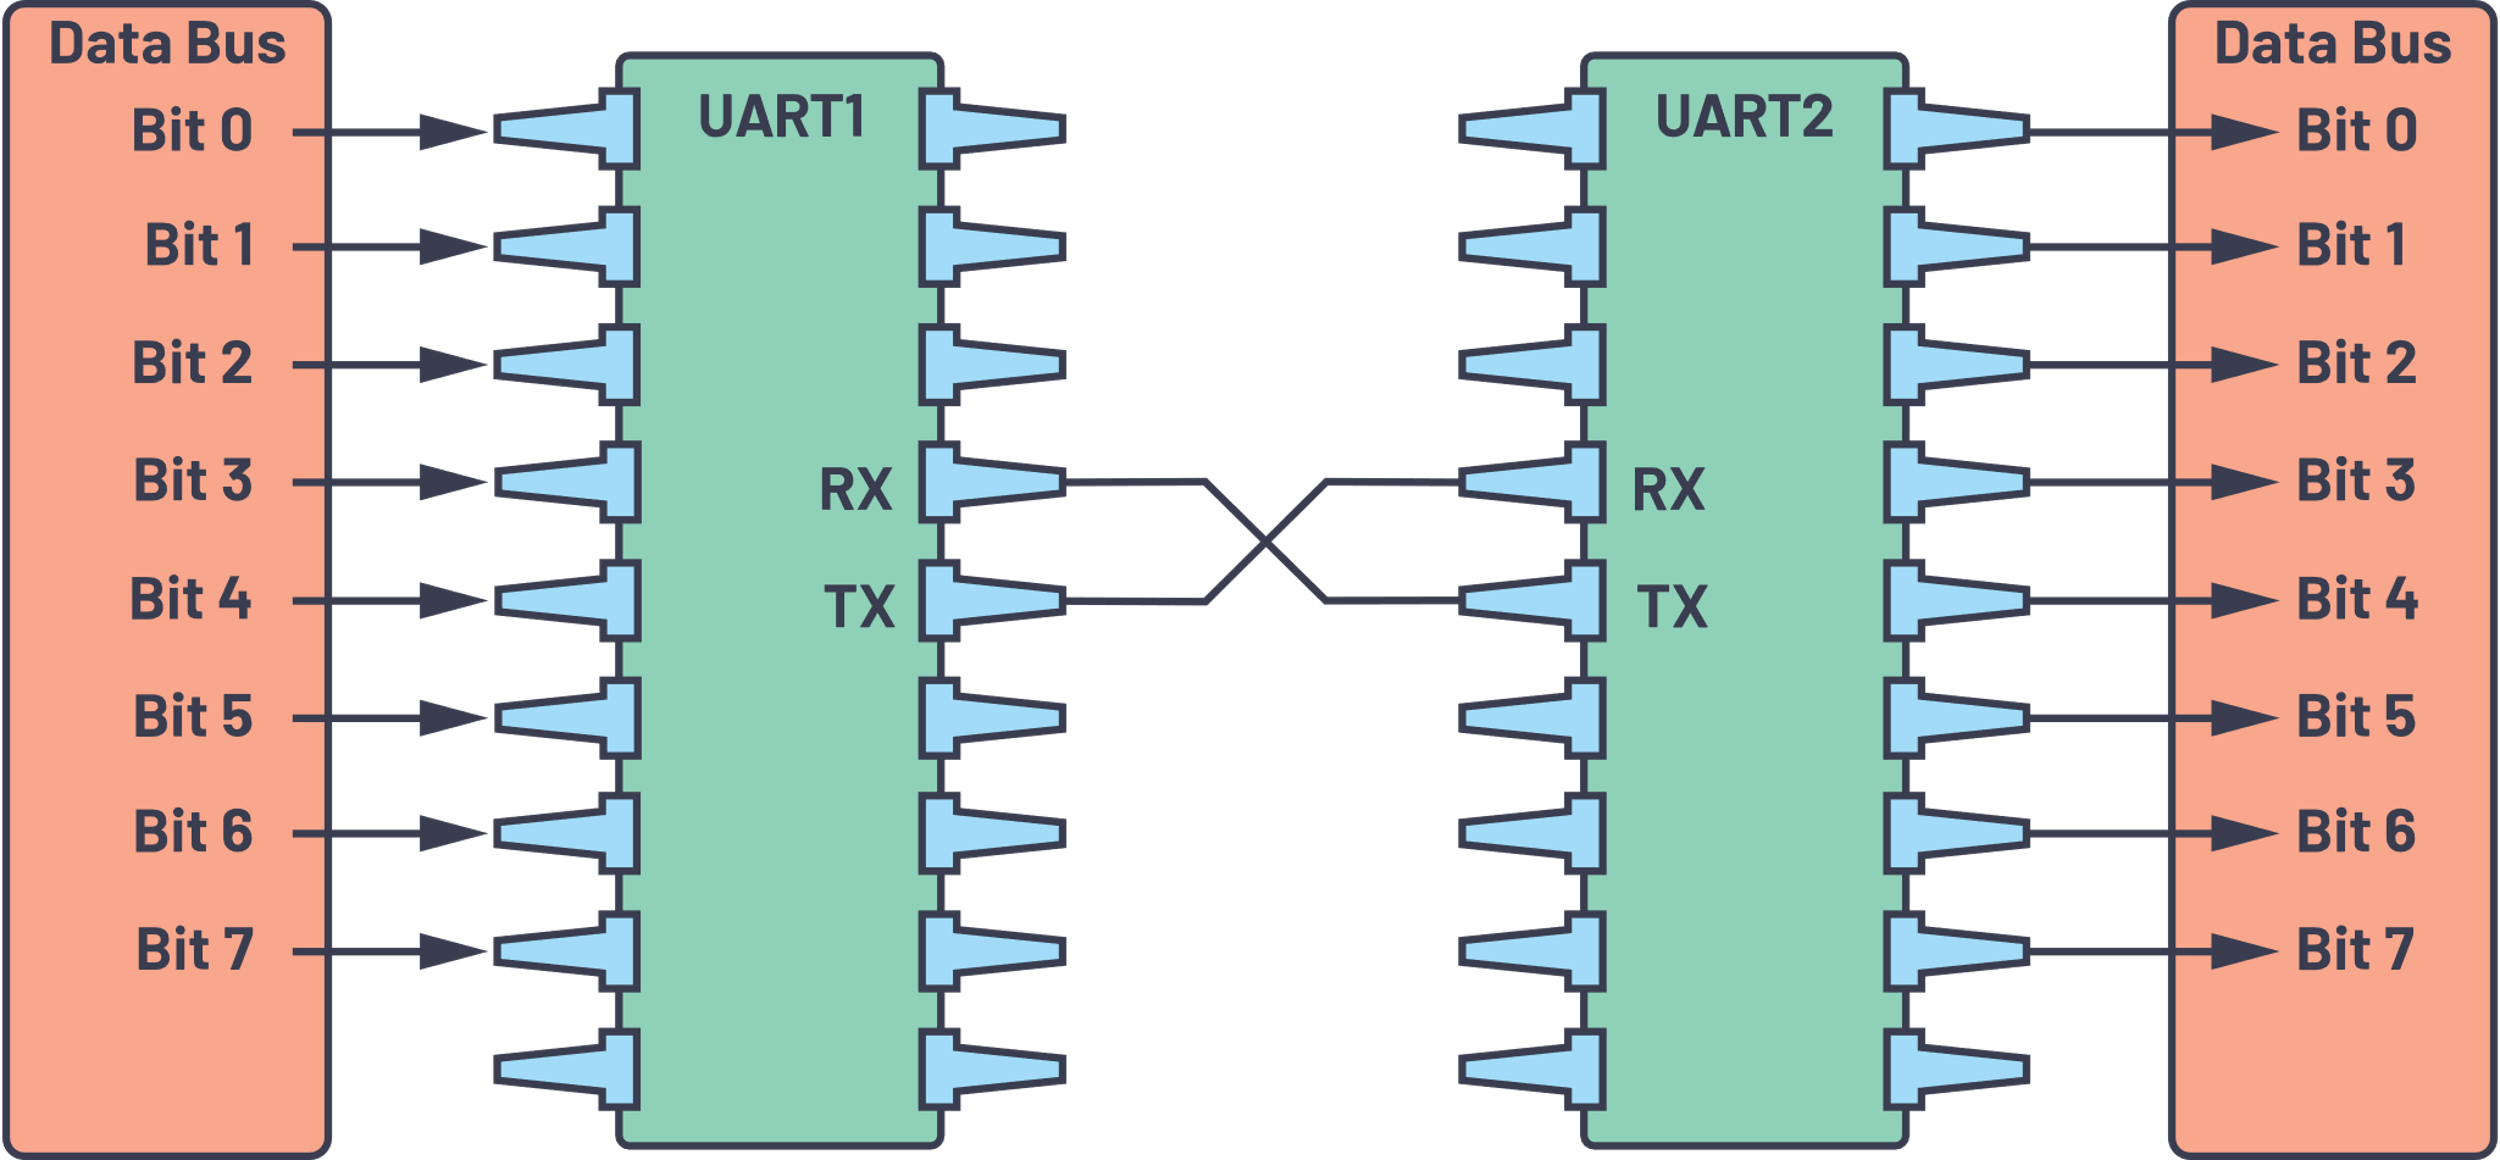 Data Bus
Bit 0
Bit 1
Bit 2
Bit 3
Bit 4
Bit 5
Bit 6
Bit 7
UART1
RX
TX
UART2
RX
TX
Data Bus
Bit 0
Bit 1
Bit 2
Bit 3
Bit 4
Bit 5
Bit 6
Bit 7